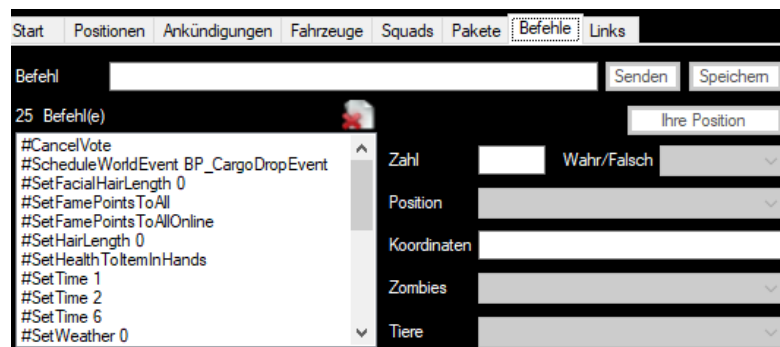 Start Positionen Ankündigungen Fahrzeuge Squads Pakete Befehle Links
Befehl Senden Speichern
25 Befehl(e)
Ihre Position
#CancelVote
#ScheduleWorldEvent BP_CargoDropEvent
#SetFacialHairLength 0
#SetFamePointsToAll
#SetFamePointsToAllOnline
#SetHairLength 0
#SetHealthToItemInHands
#SetTime 1
#SetTime 2
#SetTime 6
#SetWeather 0
Zahl Wahr/Falsch
Position
Koordinaten
Zombies
Tiere